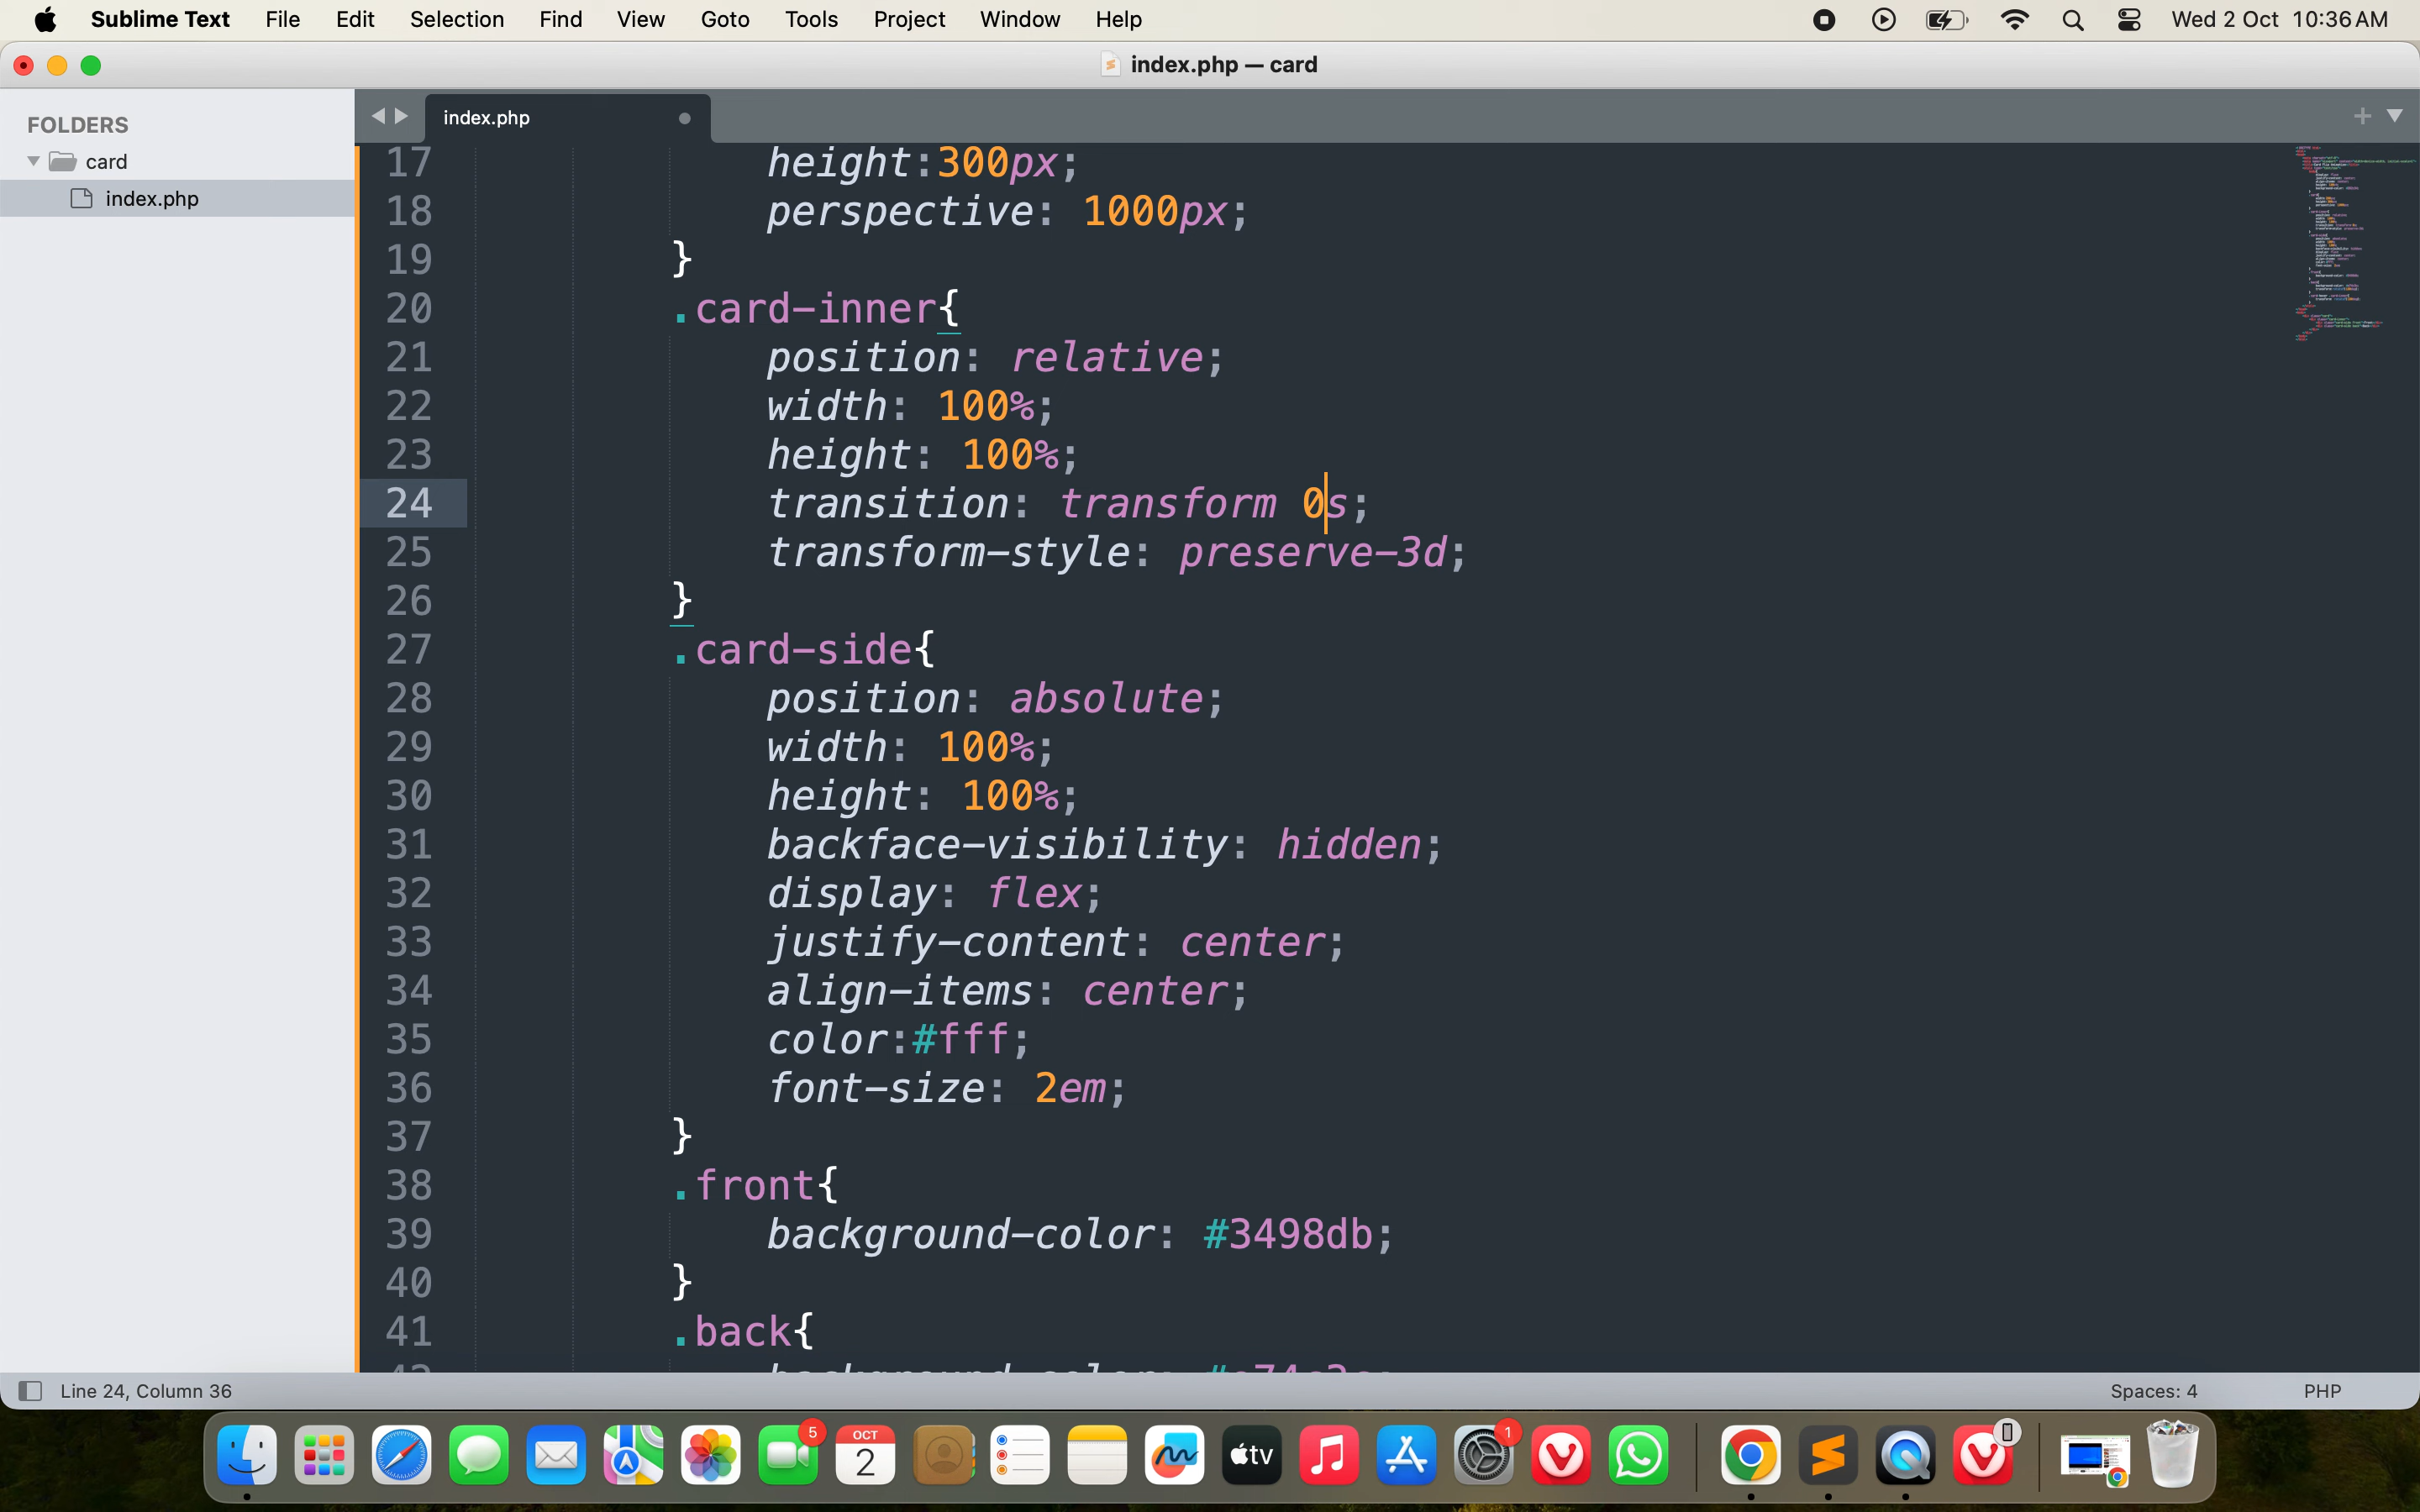 Sublime Text File Edit Selection Find View Goto Tools Project Window Help Wed 2 Oct 10:36 AM
index.php — card
FOLDERS
card
index.php
index.php
17 height:300px;
18 perspective: 1000px;
19 }
20 .card-inner{
21 position: relative;
22 width: 100%;
23 height: 100%;
24 transition: transform 0s;
25 transform-style: preserve-3d;
26 }
27 .card-side{
28 position: absolute;
29 width: 100%;
30 height: 100%;
31 backface-visibility: hidden;
32 display: flex;
33 justify-content: center;
34 align-items: center;
35 color:#fff;
36 font-size: 2em;
37 }
38 .front{
39 background-color: #3498db;
40 }
41 .back{
Line 24, Column 36 Spaces: 4 PHP
5
OCT
2
tv
1